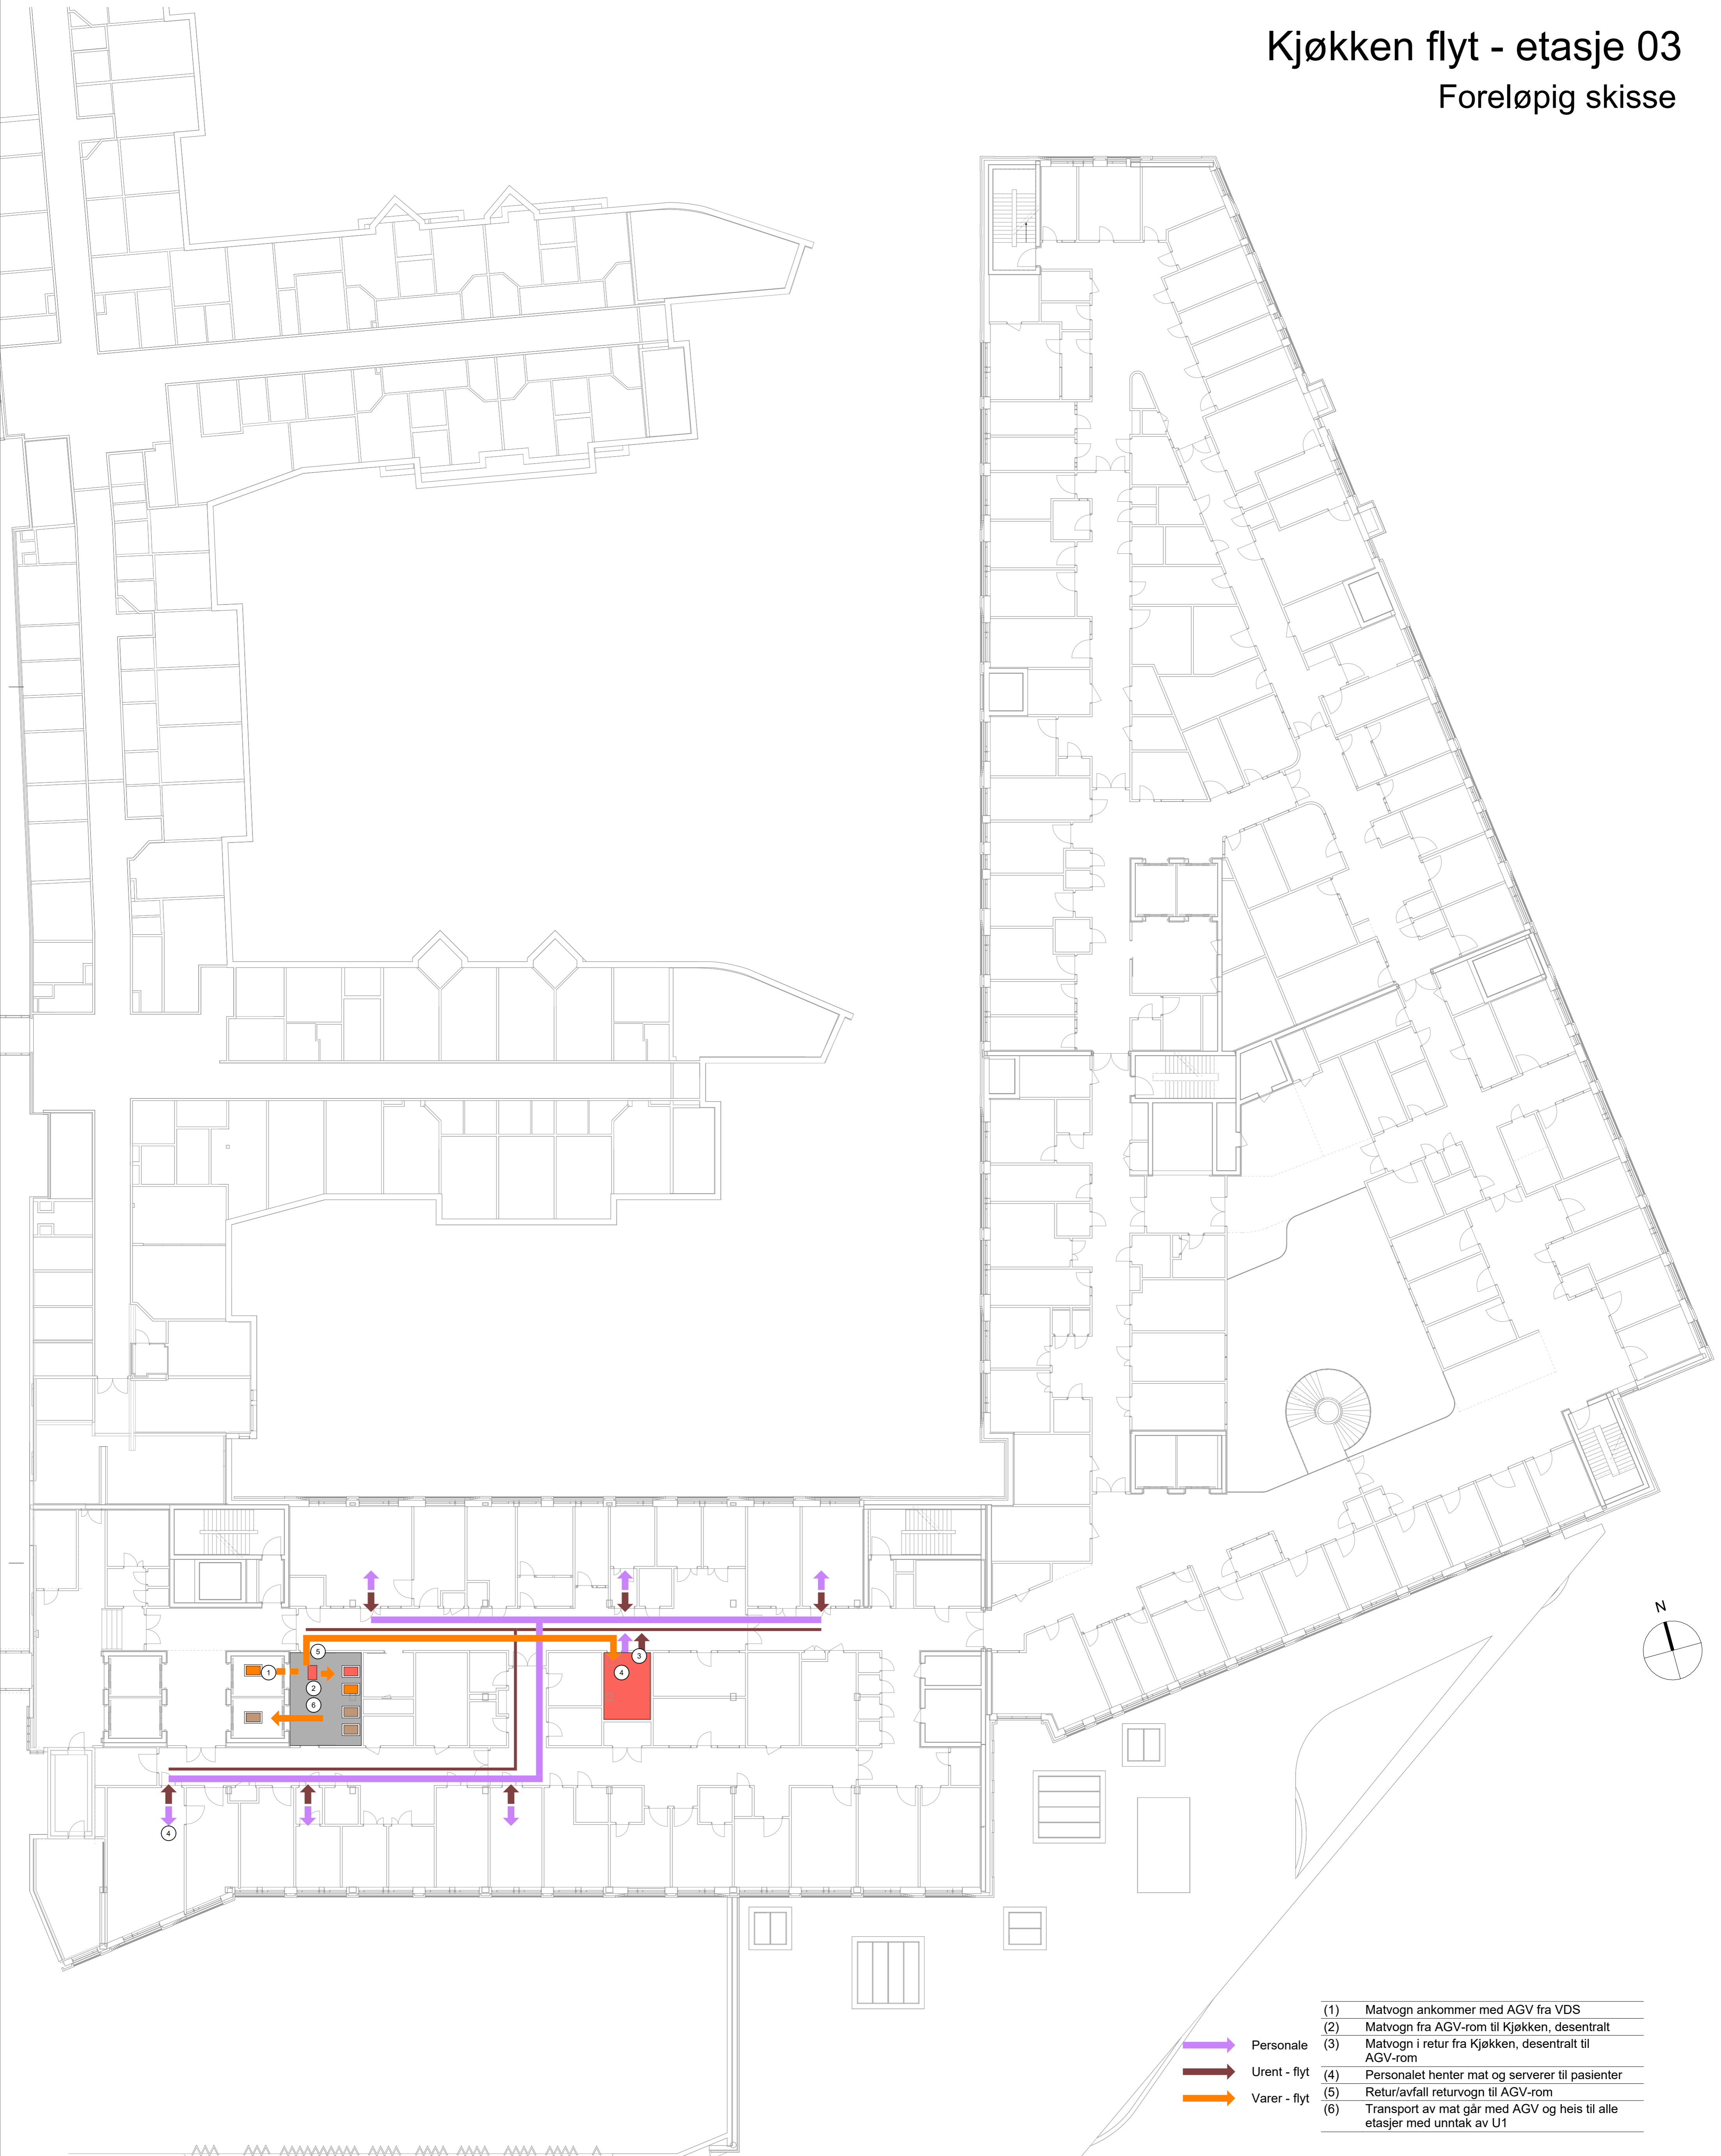 Kjøkken flyt - etasje 03
Foreløpig skisse
N
5
1
2
6
3
4
4
Personale
Urent - flyt
Varer - flyt
(1) Matvogn ankommer med AGV fra VDS
(2) Matvogn fra AGV-rom til Kjøkken, desentralt
(3) Matvogn i retur fra Kjøkken, desentralt til
AGV-rom
(4) Personalet henter mat og serverer til pasienter
(5) Retur/avfall returvogn til AGV-rom
(6) Transport av mat går med AGV og heis til alle
etasjer med unntak av U1